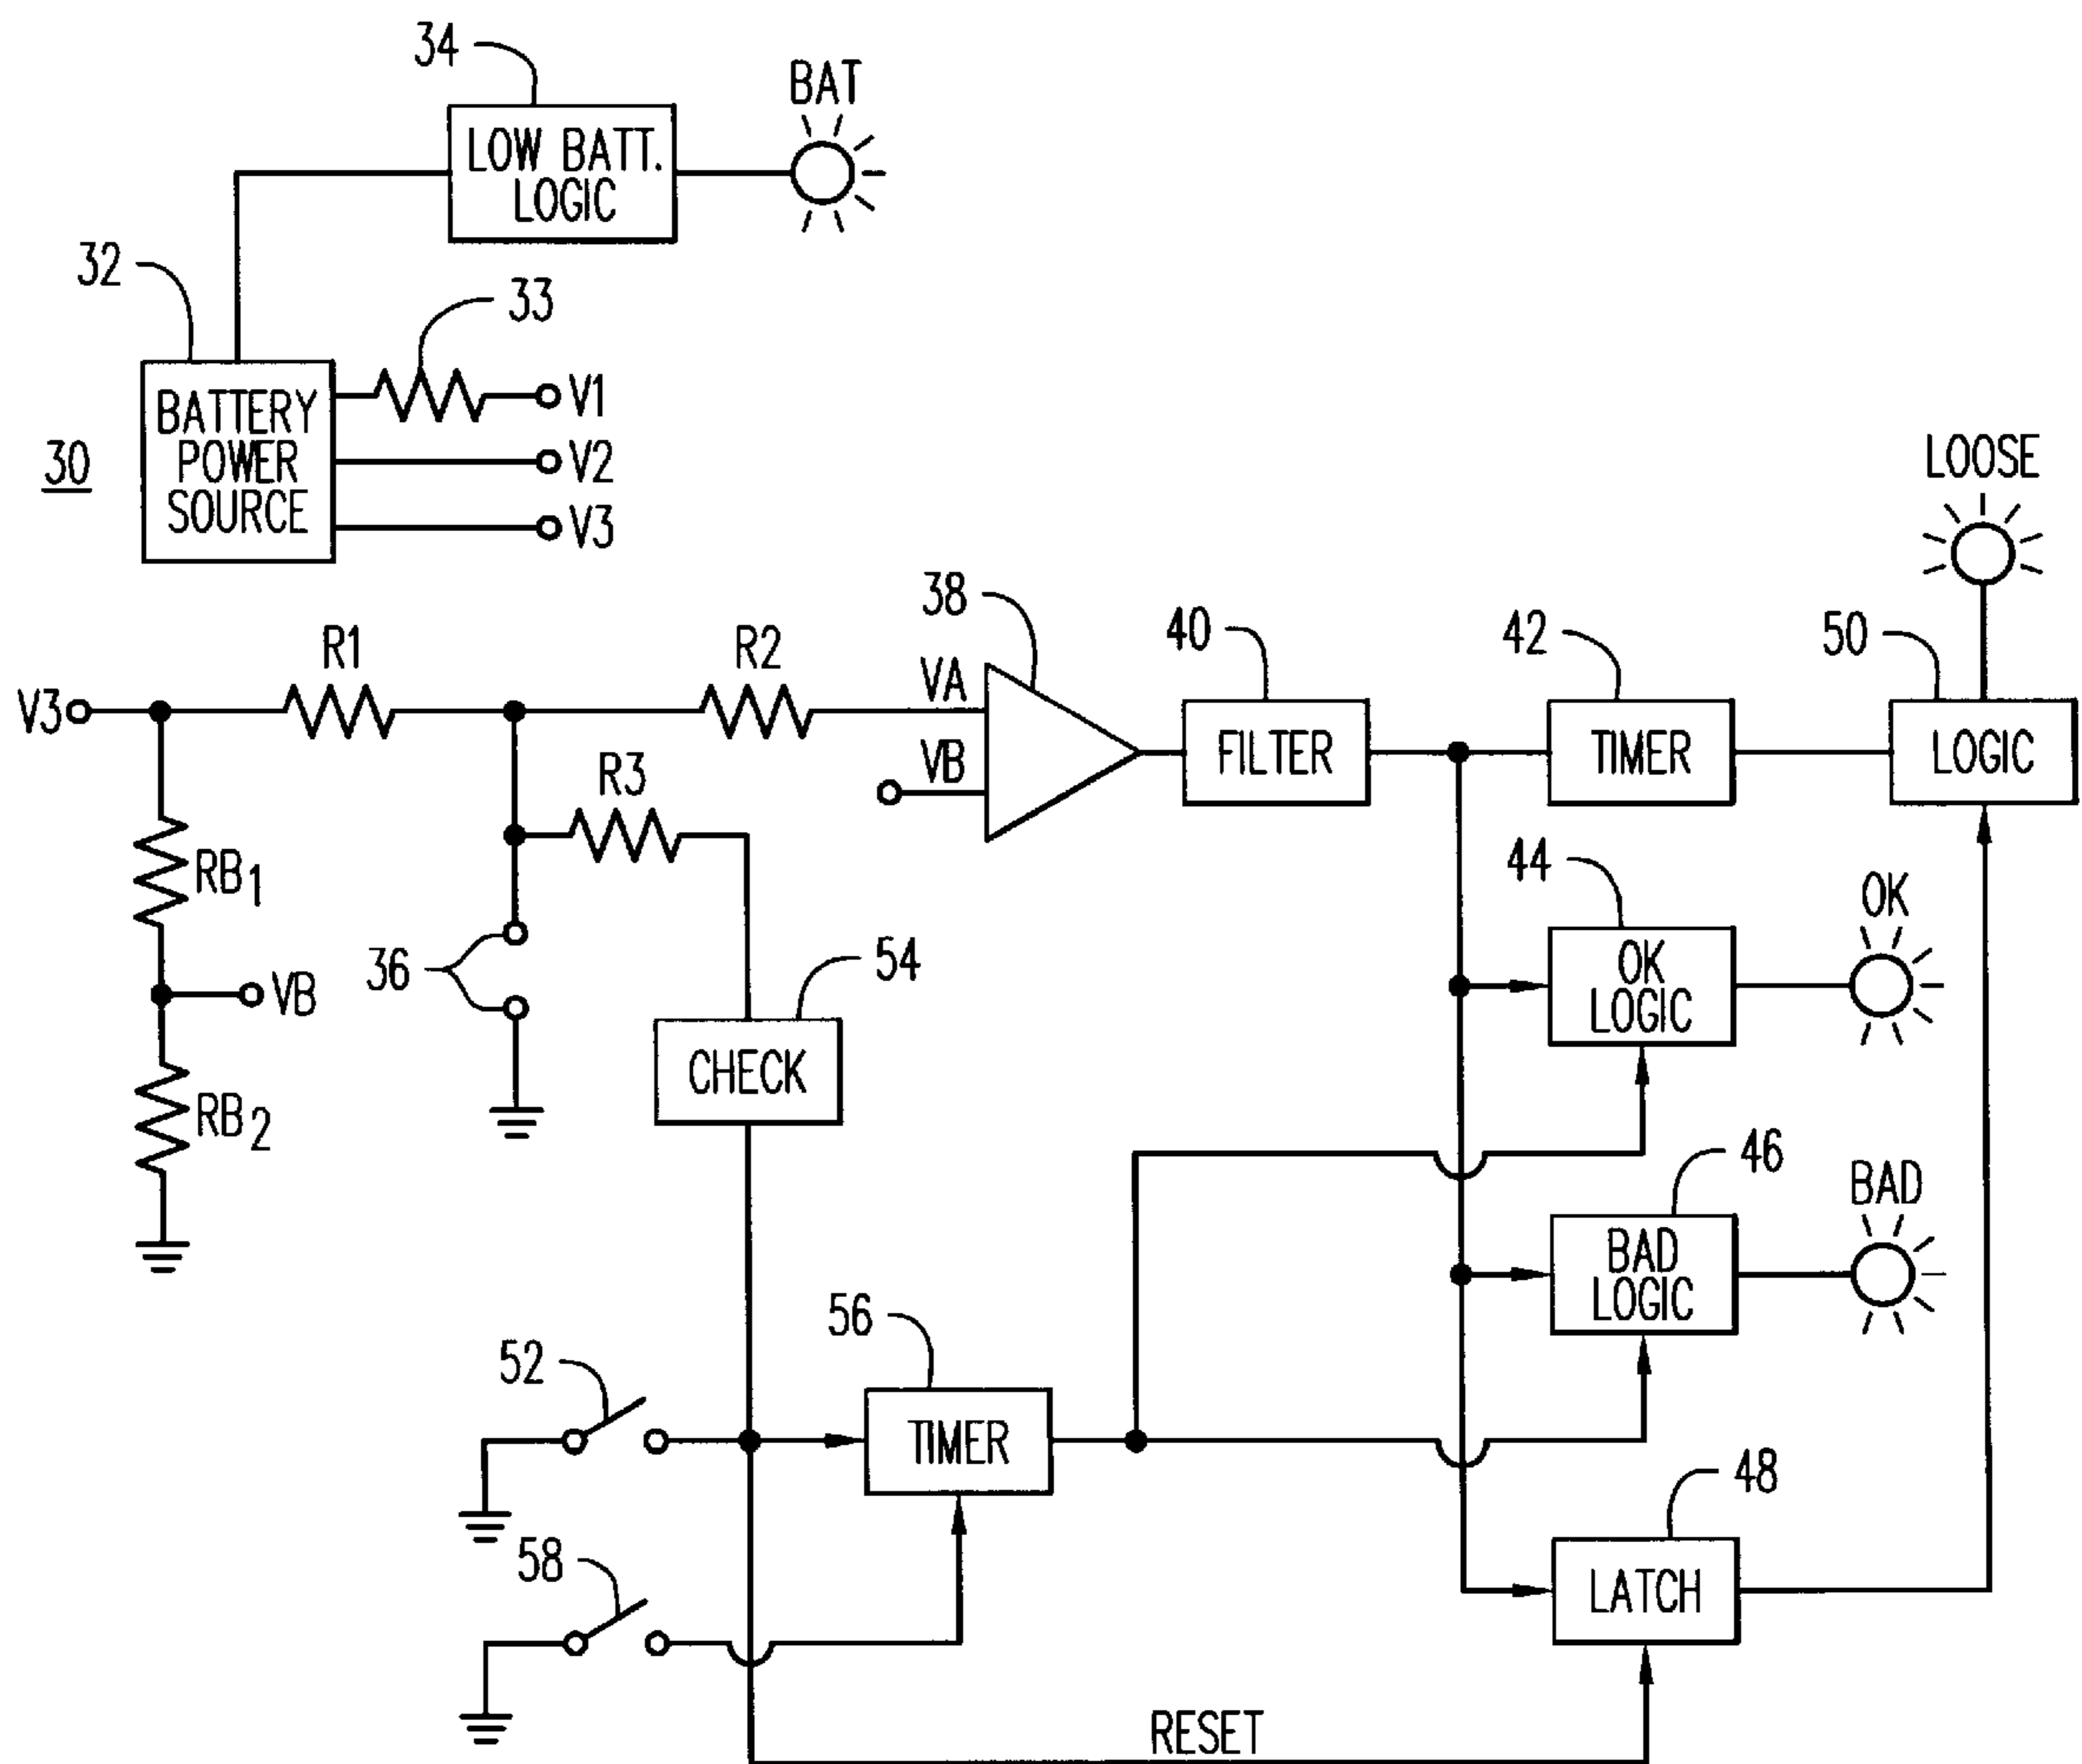 34
BAT
LOW BATT.
LOGIC
32
33
V1
BATTERY
POWER
SOURCE
V2
V3
30
LOOSE
38
40
42
50
R1
R2
VA
V3
VB
FILTER
TIMER
LOGIC
R3
RB1
44
OK
36
54
OK
LOGIC
VB
CHECK
RB2
46
BAD
BAD
LOGIC
56
52
TIMER
48
58
LATCH
RESET